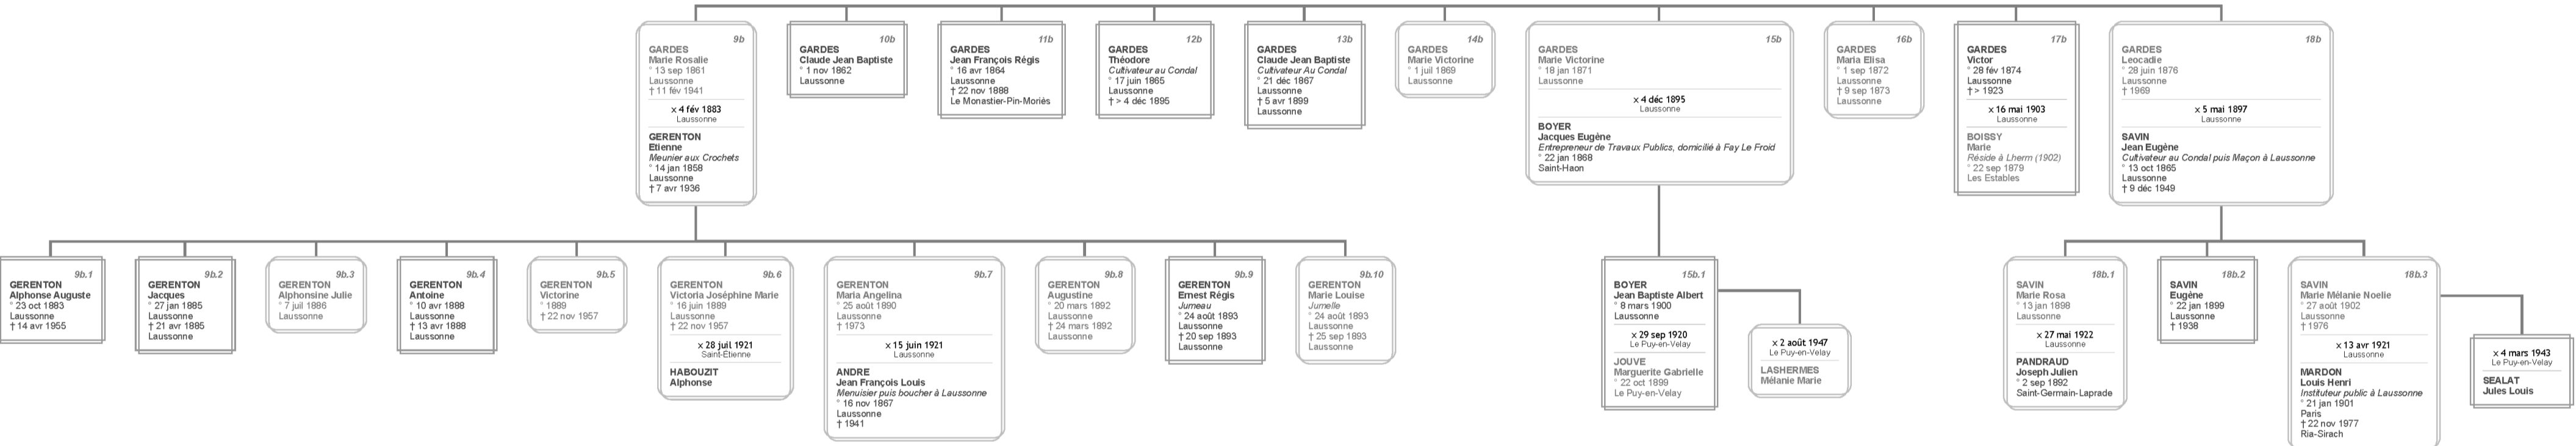 9b
GARDES
Marie Rosalie
° 13 sep 1861
Laussonne
† 11 fév 1941
x 4 fév 1883
Laussonne
GERENTON
Etienne
Meunier aux Crochets
° 14 jan 1858
Laussonne
† 7 avr 1936
10b
GARDES
Claude Jean Baptiste
° 1 nov 1862
Laussonne
11b
GARDES
Jean François Régis
° 16 avr 1864
Laussonne
† 22 nov 1888
Le Monastier-Pin-Moriès
12b
GARDES
Théodore
Cultivateur au Condal
° 17 juin 1865
Laussonne
† > 4 déc 1895
13b
GARDES
Claude Jean Baptiste
Cultivateur Au Condal
° 21 déc 1867
Laussonne
† 5 avr 1899
Laussonne
14b
GARDES
Marie Victorine
° 1 juil 1869
Laussonne
15b
GARDES
Marie Victorine
° 18 jan 1871
Laussonne
x 4 déc 1895
Laussonne
BOYER
Jacques Eugène
Entrepreneur de Travaux Publics, domicilié à Fay Le Froid
° 22 jan 1868
Saint-Haon
16b
GARDES
Maria Elisa
° 1 sep 1872
Laussonne
† 9 sep 1873
Laussonne
17b
GARDES
Victor
° 28 fév 1874
Laussonne
† > 1923
x 16 mai 1903
Laussonne
BOISSY
Marie
Réside à Lherm (1902)
° 22 sep 1879
Les Estables
18b
GARDES
Leocadie
° 28 juin 1876
Laussonne
† 1969
x 5 mai 1897
Laussonne
SAVIN
Jean Eugène
Cultivateur au Condal puis Maçon à Laussonne
° 13 oct 1865
Laussonne
† 9 déc 1949
9b.1
GERENTON
Alphonse Auguste
° 23 oct 1883
Laussonne
† 14 avr 1955
9b.2
GERENTON
Jacques
° 27 jan 1885
Laussonne
† 21 avr 1885
Laussonne
9b.3
GERENTON
Alphonsine Julie
° 7 juil 1886
Laussonne
9b.4
GERENTON
Antoine
° 10 avr 1888
Laussonne
† 13 avr 1888
Laussonne
9b.5
GERENTON
Victorine
° 1889
† 22 nov 1957
9b.6
GERENTON
Victoria Joséphine Marie
° 16 juin 1889
Laussonne
† 22 nov 1957
x 28 juil 1921
Saint-Étienne
HABOUZIT
Alphonse
9b.7
GERENTON
Maria Angelina
° 25 août 1890
Laussonne
† 1973
x 15 juin 1921
Laussonne
ANDRE
Jean François Louis
Menuisier puis boucher à Laussonne
° 16 nov 1867
Laussonne
† 1941
9b.8
GERENTON
Augustine
° 20 mars 1892
Laussonne
† 24 mars 1892
Laussonne
9b.9
GERENTON
Ernest Régis
Jumeau
° 24 août 1893
Laussonne
† 20 sep 1893
Laussonne
9b.10
GERENTON
Marie Louise
Jumelle
° 24 août 1893
Laussonne
† 25 sep 1893
Laussonne
15b.1
BOYER
Jean Baptiste Albert
° 8 mars 1900
Laussonne
x 29 sep 1920
Le Puy-en-Velay
JOUVE
Marguerite Gabrielle
° 22 oct 1899
Le Puy-en-Velay
x 2 août 1947
Le Puy-en-Velay
LASHERMES
Mélanie Marie
18b.1
SAVIN
Marie Rosa
° 13 jan 1898
Laussonne
x 27 mai 1922
Laussonne
PANDRAUD
Joseph Julien
° 2 sep 1892
Saint-Germain-Laprade
18b.2
SAVIN
Eugène
° 22 jan 1899
Laussonne
† 1938
18b.3
SAVIN
Marie Mélanie Noelie
° 27 août 1902
Laussonne
† 1976
x 13 avr 1921
Laussonne
MARDON
Louis Henri
Instituteur public à Laussonne
° 21 jan 1901
Paris
† 22 nov 1977
Ria-Sirach
x 4 mars 1943
Le Puy-en-Velay
SEALAT
Jules Louis